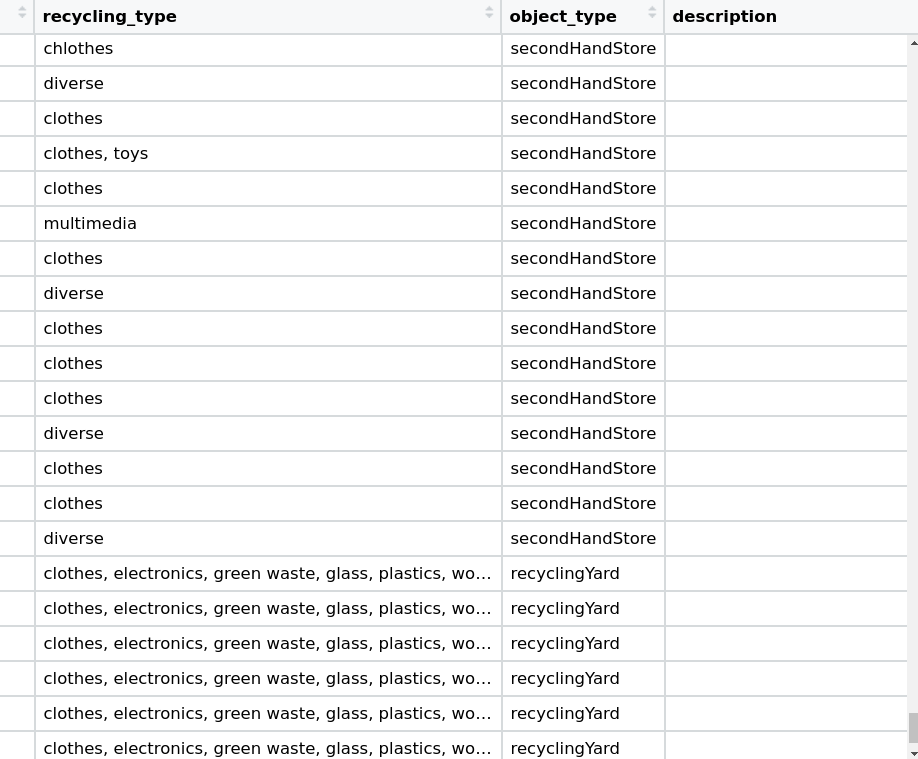 recycling_type object_type description
chlothes secondHandStore
diverse secondHandStore
clothes secondHandStore
clothes, toys secondHandStore
clothes secondHandStore
multimedia secondHandStore
clothes secondHandStore
diverse secondHandStore
clothes secondHandStore
clothes secondHandStore
clothes secondHandStore
diverse secondHandStore
clothes secondHandStore
clothes secondHandStore
diverse secondHandStore
clothes, electronics, green waste, glass, plastics, wo... recyclingYard
clothes, electronics, green waste, glass, plastics, wo... recyclingYard
clothes, electronics, green waste, glass, plastics, wo... recyclingYard
clothes, electronics, green waste, glass, plastics, wo... recyclingYard
clothes, electronics, green waste, glass, plastics, wo... recyclingYard
clothes, electronics, green waste, glass, plastics, wo... recyclingYard